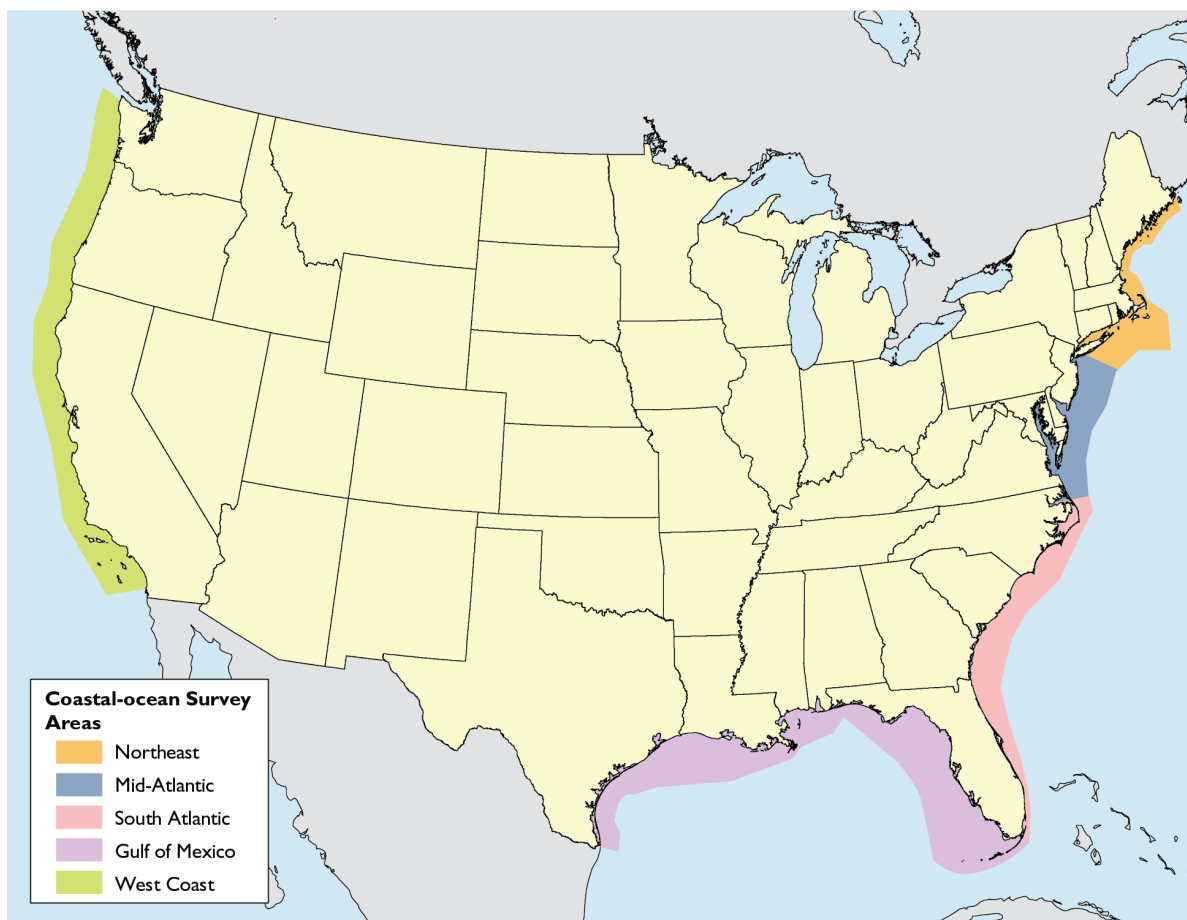 Coastal-ocean Survey
Areas
Northeast
Mid-Atlantic
South Atlantic
Gulf of Mexico
West Coast